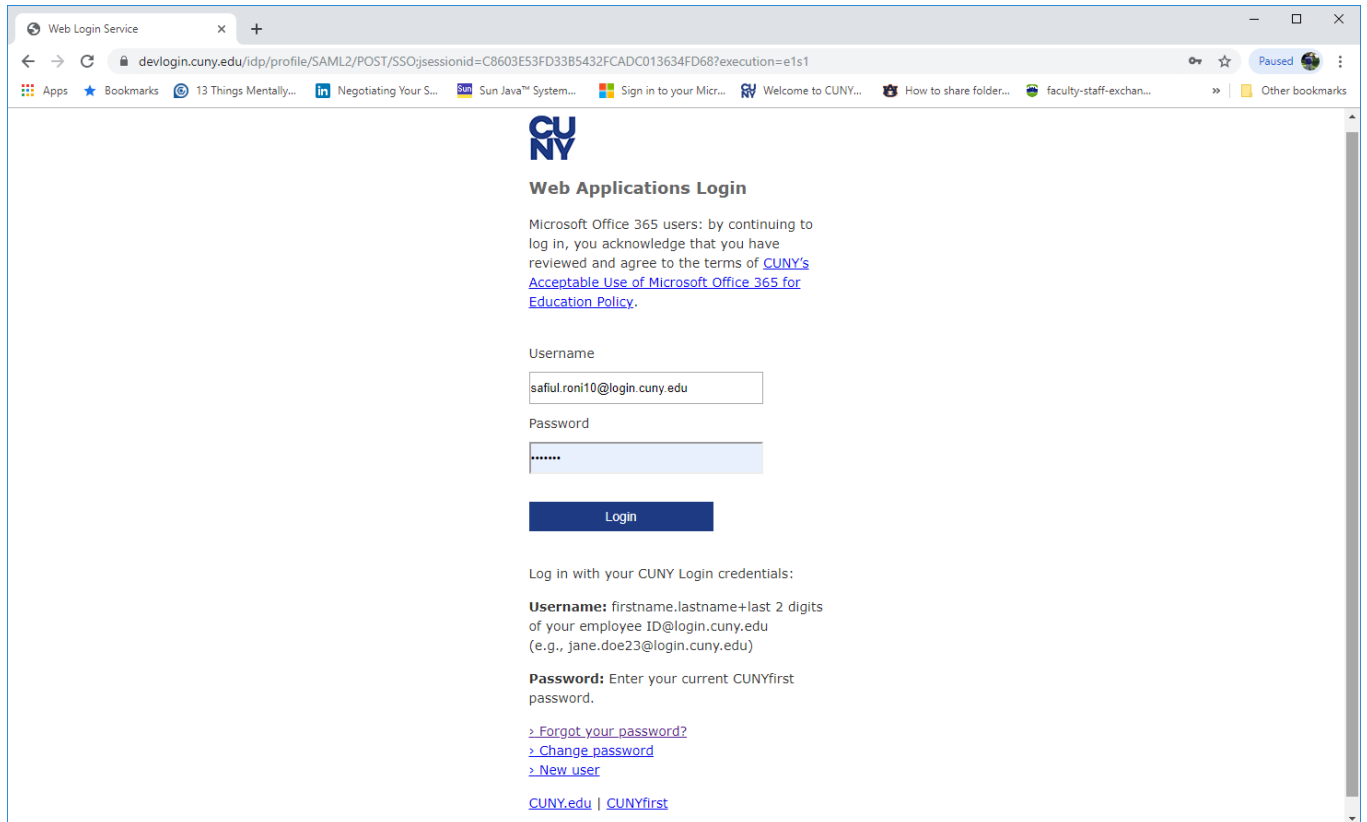 Web Login Service
devlogin.cuny.edu/idp/profile/SAML2/POST/SSO;jsessionid=C8603E53FD33B5432FCADC013634FD68?execution=e1s1
Paused
Apps Bookmarks 13 Things Mentally... in Negotiating Your S... Sun Sun Java™ System... Sign in to your Micr... CUNY Welcome to CUNY... How to share folder... faculty-staff-exchan... » Other bookmarks
CU
NY
Web Applications Login
Microsoft Office 365 users: by continuing to
log in, you acknowledge that you have
reviewed and agree to the terms of CUNY’s
Acceptable Use of Microsoft Office 365 for
Education Policy.
Username
safiul.roni10@login.cuny.edu
Password
•••••••
Login
Log in with your CUNY Login credentials:
Username: firstname.lastname+last 2 digits
of your employee ID@login.cuny.edu
(e.g., jane.doe23@login.cuny.edu)
Password: Enter your current CUNYfirst
password.
› Forgot your password?
› Change password
› New user
CUNY.edu | CUNYfirst